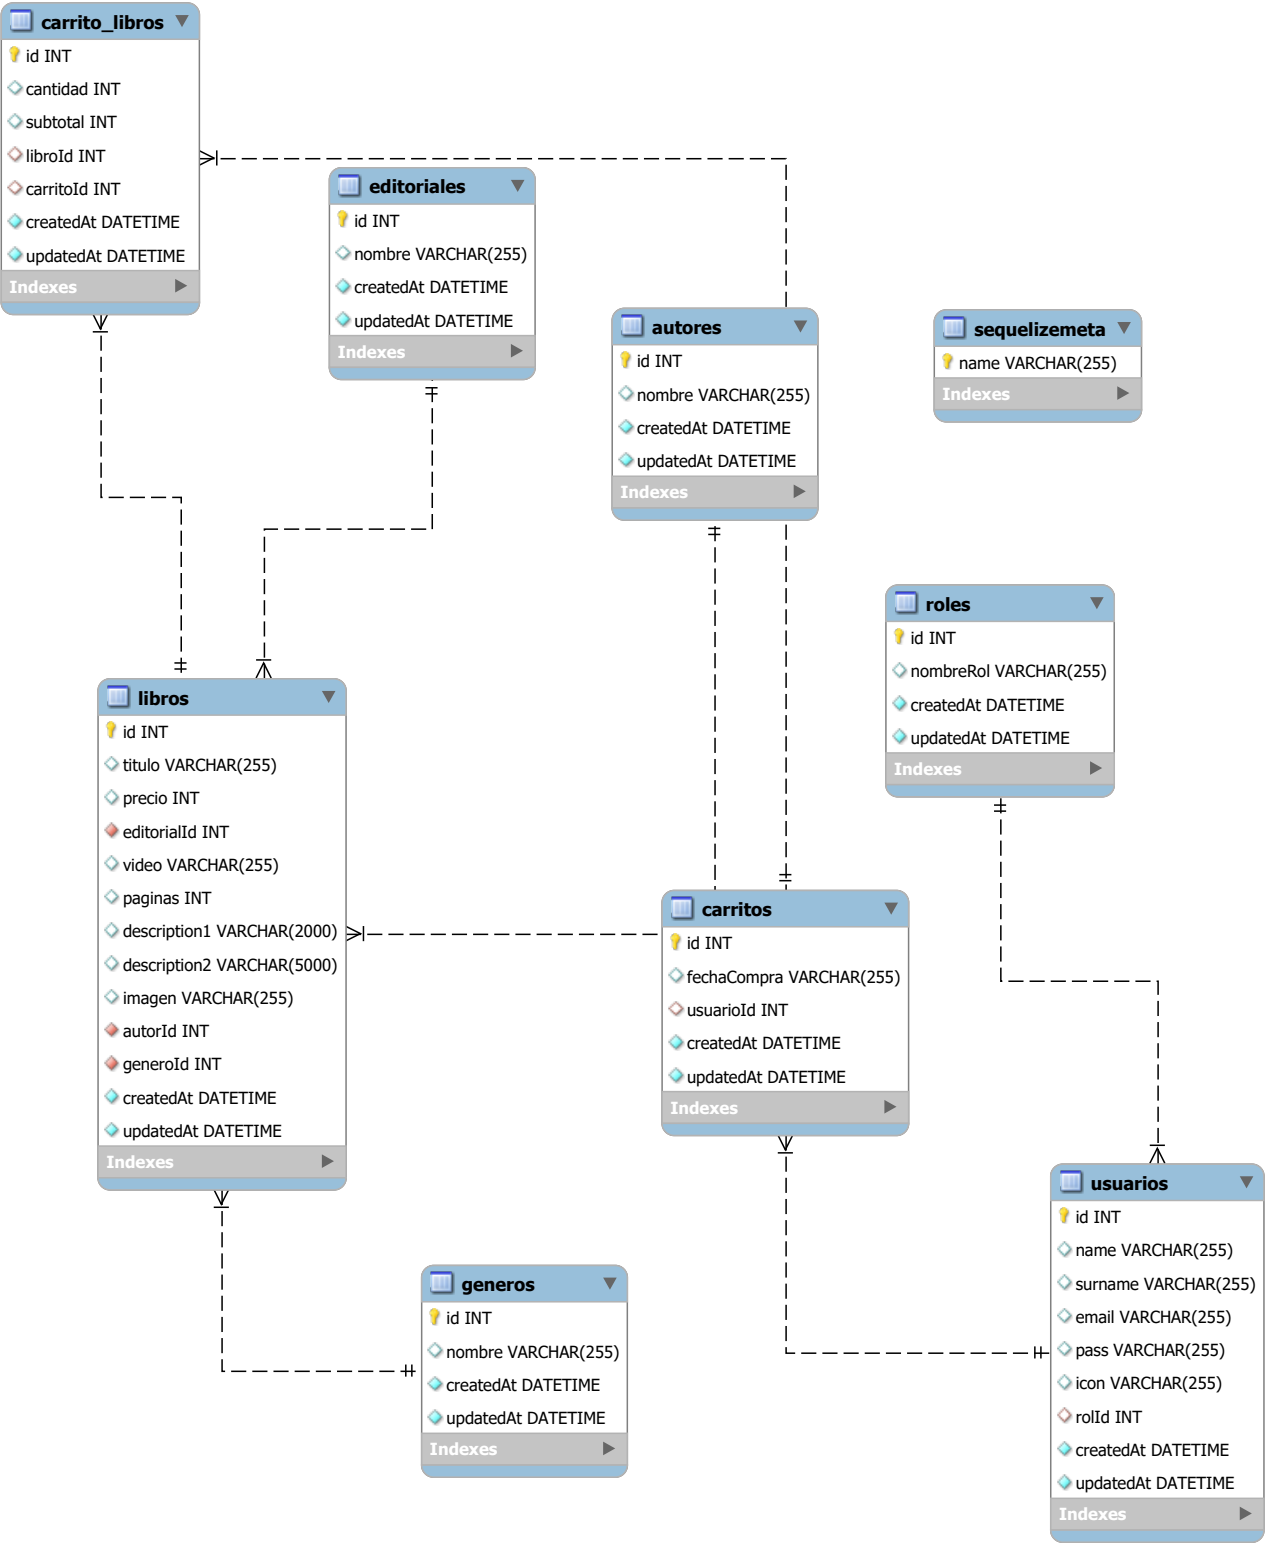 carrito_libros
id INT
cantidad INT
subtotal INT
libroId INT
carritoId INT
createdAt DATETIME
updatedAt DATETIME
Indexes
editoriales
id INT
nombre VARCHAR(255)
createdAt DATETIME
updatedAt DATETIME
Indexes
autores
id INT
nombre VARCHAR(255)
createdAt DATETIME
updatedAt DATETIME
Indexes
sequelizemeta
name VARCHAR(255)
Indexes
roles
id INT
nombreRol VARCHAR(255)
createdAt DATETIME
updatedAt DATETIME
Indexes
libros
id INT
titulo VARCHAR(255)
precio INT
editorialId INT
video VARCHAR(255)
paginas INT
description1 VARCHAR(2000)
description2 VARCHAR(5000)
imagen VARCHAR(255)
autorId INT
generoId INT
createdAt DATETIME
updatedAt DATETIME
Indexes
carritos
id INT
fechaCompra VARCHAR(255)
usuarioId INT
createdAt DATETIME
updatedAt DATETIME
Indexes
usuarios
id INT
name VARCHAR(255)
surname VARCHAR(255)
email VARCHAR(255)
pass VARCHAR(255)
icon VARCHAR(255)
rolId INT
createdAt DATETIME
updatedAt DATETIME
Indexes
generos
id INT
nombre VARCHAR(255)
createdAt DATETIME
updatedAt DATETIME
Indexes